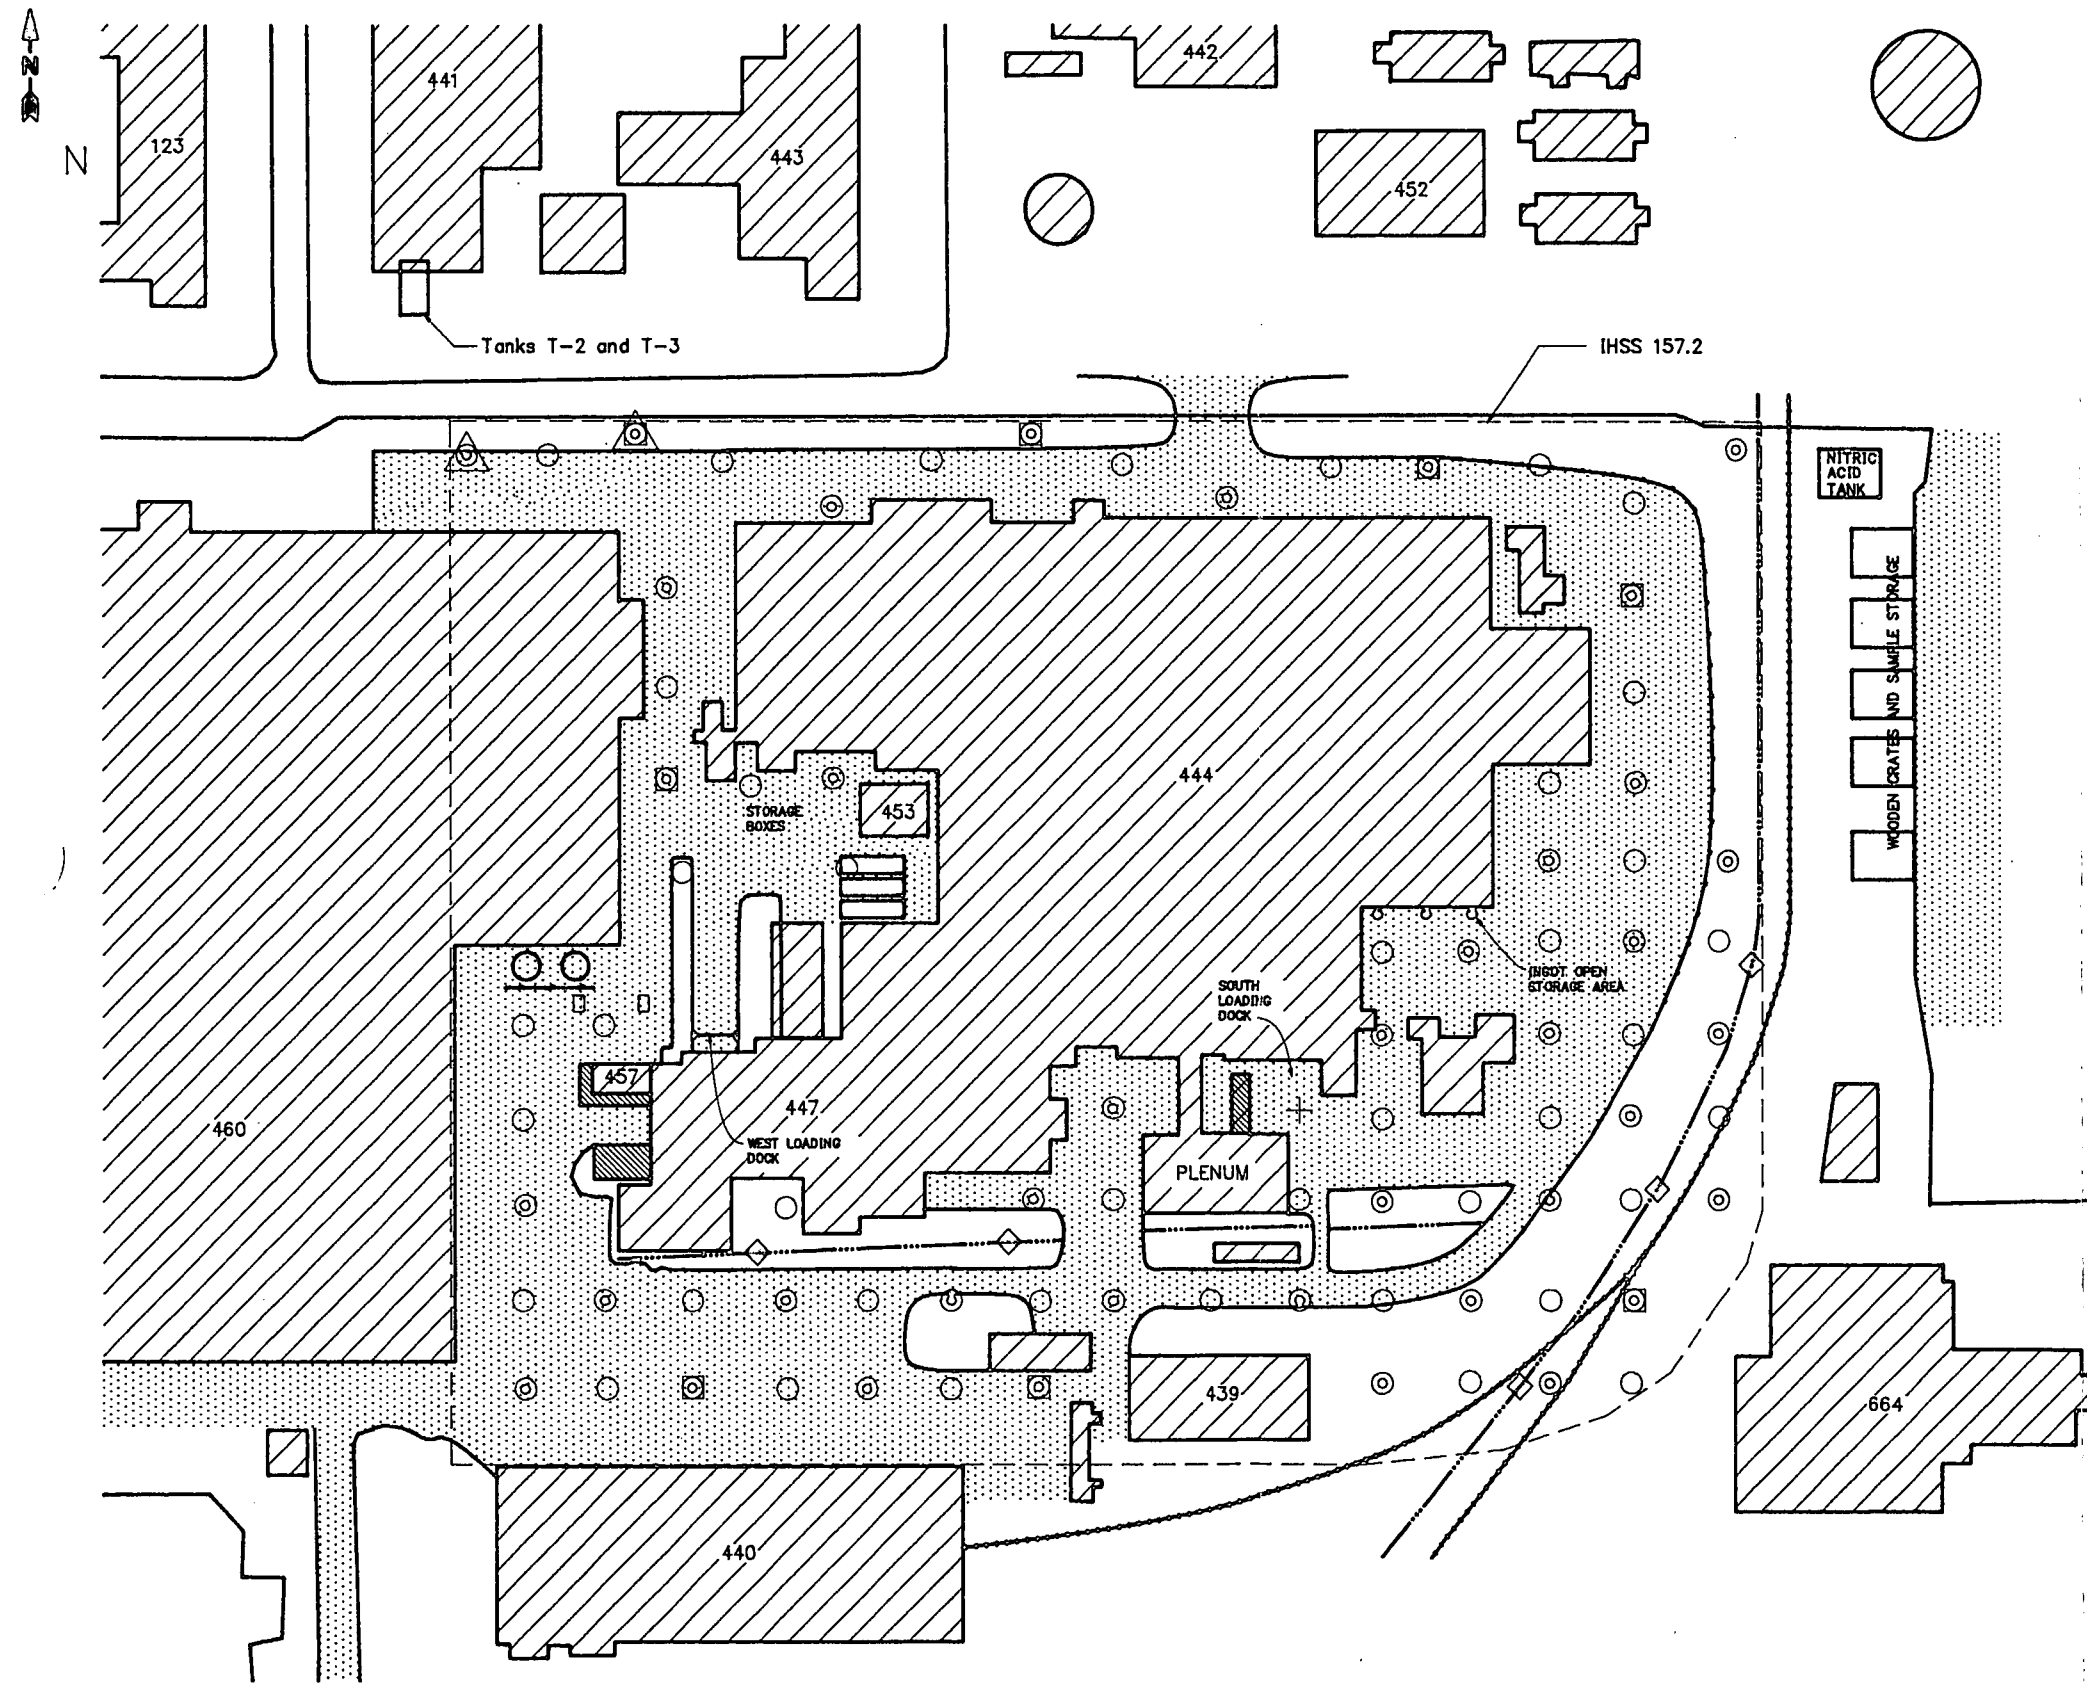 N
441
442
123
443
N
452
Tanks T-2 and T-3
IHSS 157.2
NITRIC
ACID
TANK
WOODEN CRATES AND SAMPLE STORAGE
444
STORAGE
BOXES
453
INGOT OPEN
STORAGE AREA
SOUTH
LOADING
DOCK
457
447
460
WEST LOADING
DOCK
PLENUM
439
664
440